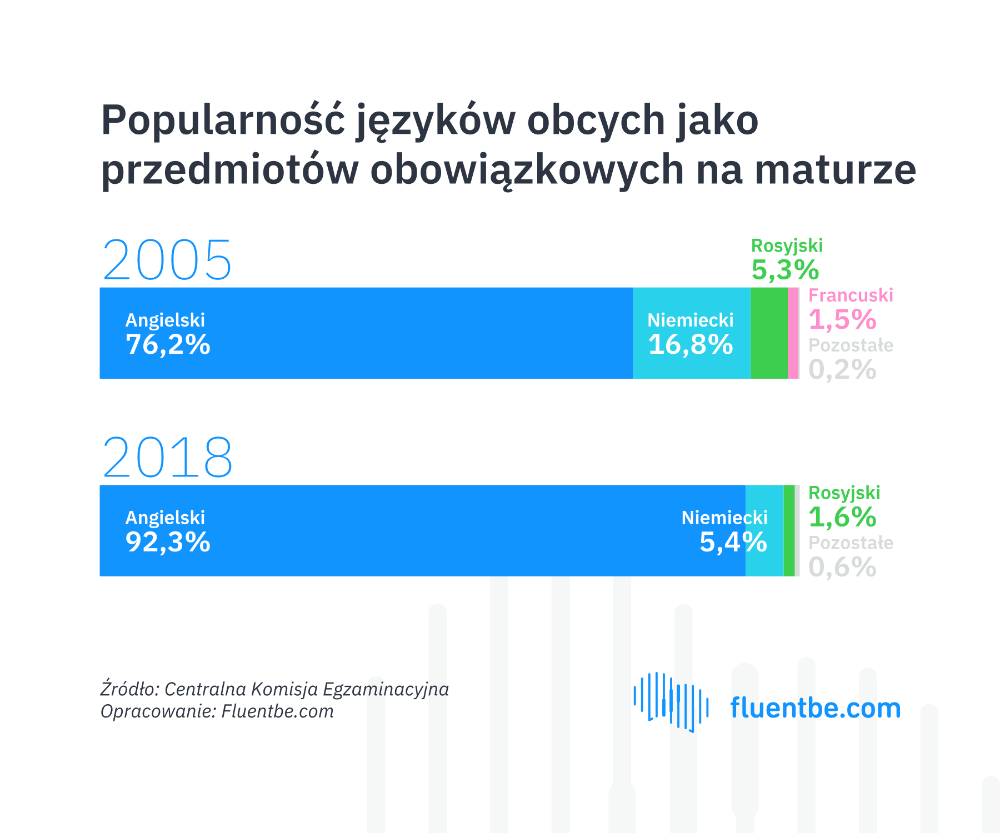 Popularność języków obcych jako
przedmiotów obowiązkowych na maturze
2005
Angielski
76,2%
Niemiecki
16,8%
Rosyjski
5,3%
Francuski
1,5%
Pozostałe
0,2%
2018
Angielski
92,3%
Niemiecki
5,4%
Rosyjski
1,6%
Pozostałe
0,6%
Źródło: Centralna Komisja Egzaminacyjna
Opracowanie: Fluentbe.com
fluentbe.com